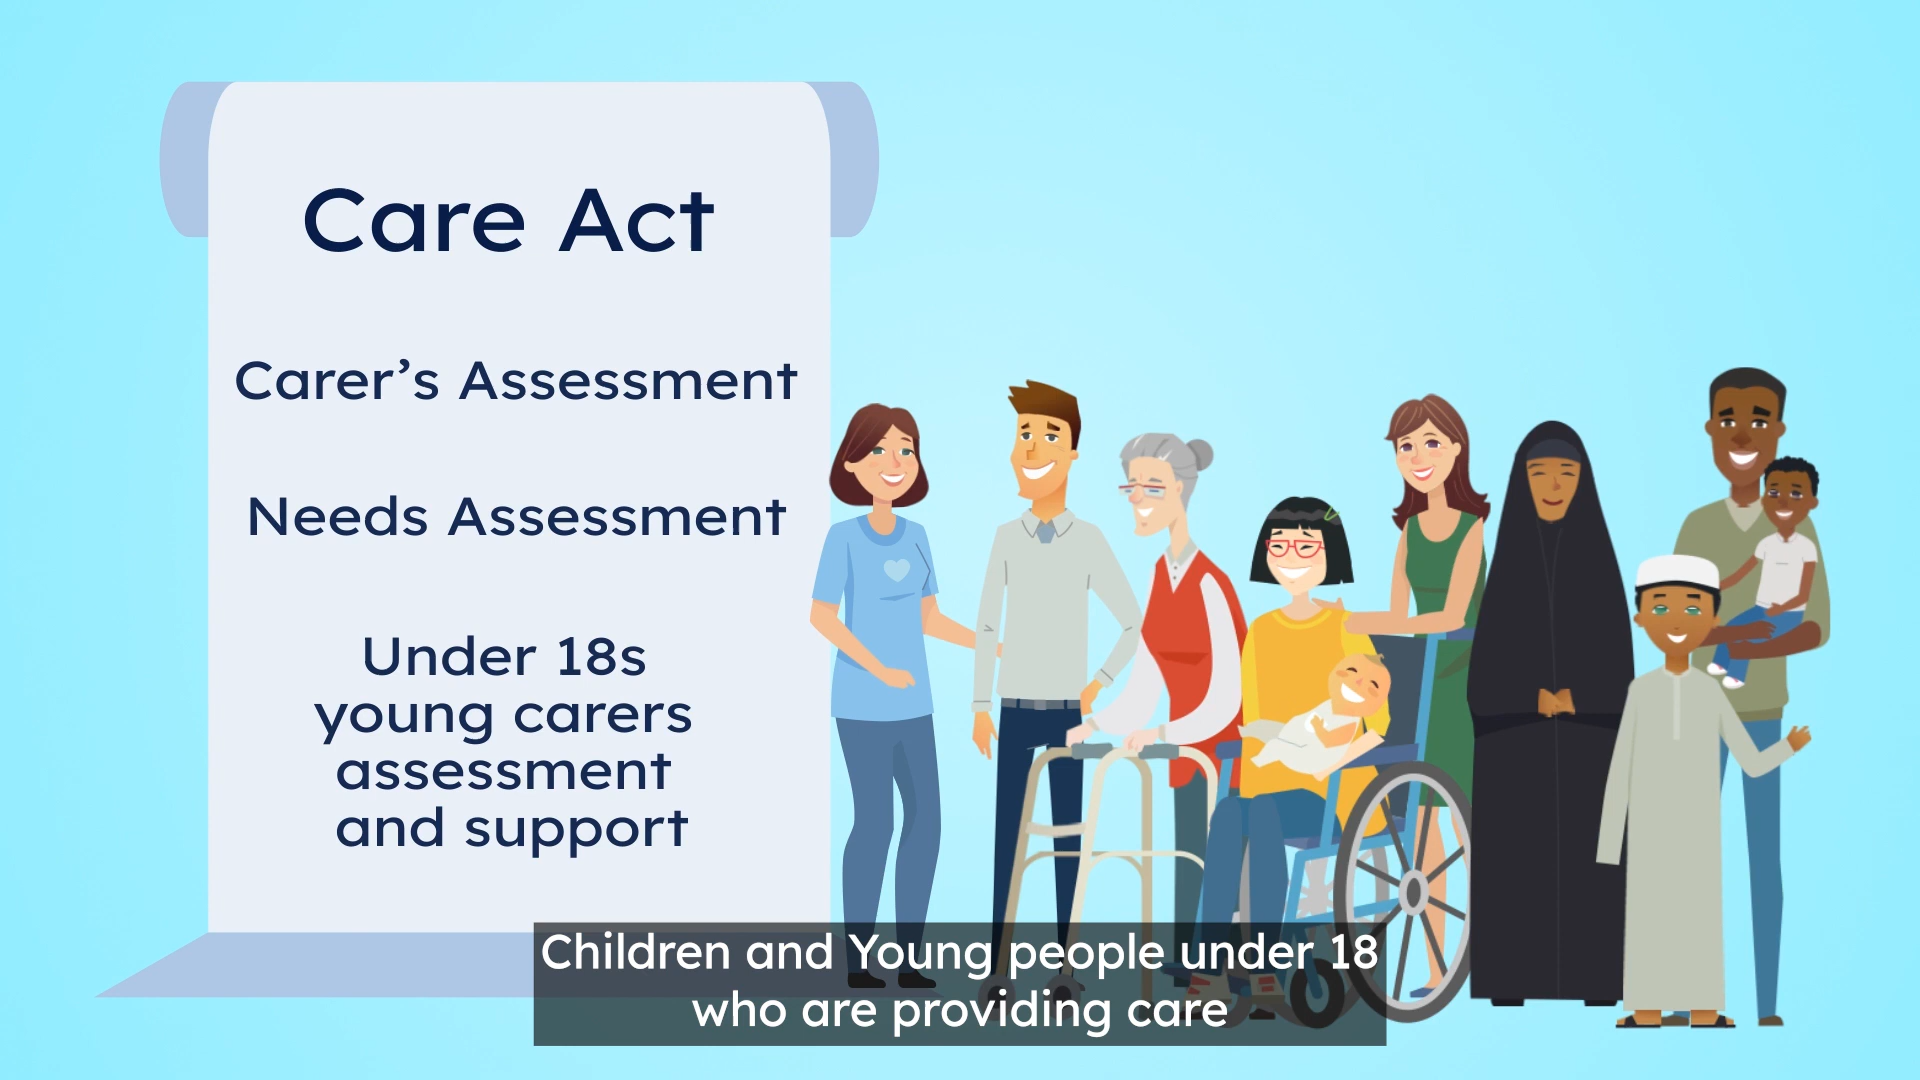 Care Act
Carer’s Assessment
Needs Assessment
Under 18s
young carers
assessment
and support
Children and Young people under 18
who are providing care